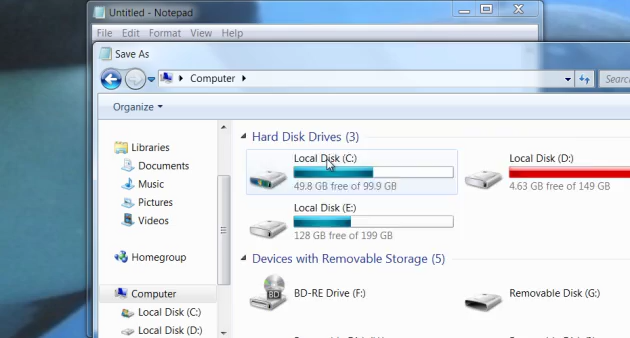 Untitled - Notepad
File Edit Format View Help
Save As
Computer
Searc
Organize
Libraries
Documents
Music
Pictures
Videos
Homegroup
Computer
Local Disk (C:)
Local Disk (D:)
Hard Disk Drives (3)
Local Disk (C:)
49.8 GB free of 99.9 GB
Local Disk (D:)
4.63 GB free of 149 GB
Local Disk (E:)
128 GB free of 199 GB
Devices with Removable Storage (5)
BD
BD-RE Drive (F:)
Removable Disk (G:)